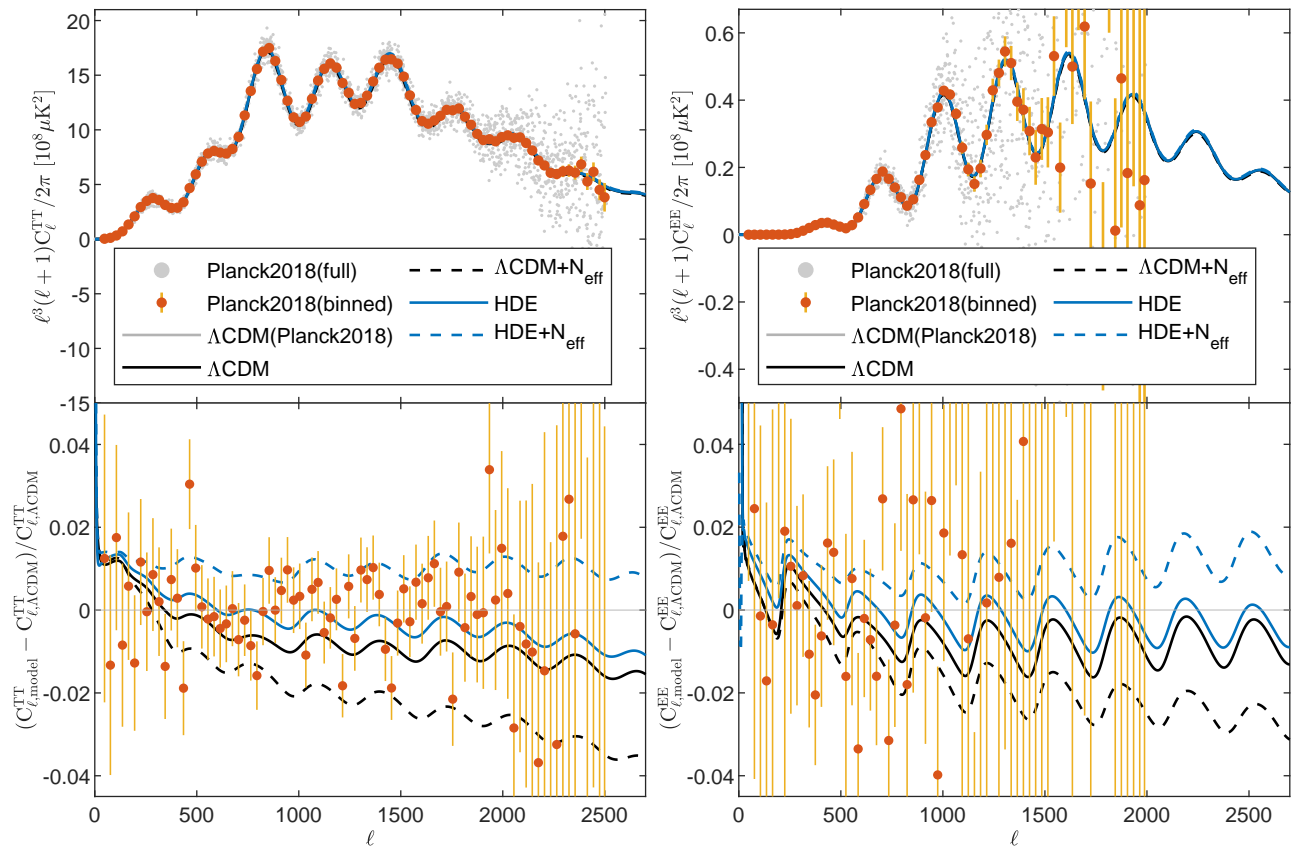 20
15
10
5
0
-5
-10
-15
ℓ³(ℓ + 1)C_ℓ^TT/2π [10⁸μK²]
Planck2018(full)
Planck2018(binned)
ΛCDM(Planck2018)
ΛCDM
ΛCDM+N_eff
HDE
HDE+N_eff
0.6
0.4
0.2
0
-0.2
-0.4
ℓ³(ℓ + 1)C_ℓ^EE/2π [10⁸μK²]
Planck2018(full)
Planck2018(binned)
ΛCDM(Planck2018)
ΛCDM+N_eff
HDE
HDE+N_eff
ΛCDM
0.04
0.02
0
-0.02
-0.04
(C_ℓ,model^TT − C_ℓ,ΛCDM^TT)/C_ℓ,ΛCDM^TT
0 500 1000 1500 2000 2500
ℓ
0.04
0.02
0
-0.02
-0.04
(C_ℓ,model^EE − C_ℓ,ΛCDM^EE)/C_ℓ,ΛCDM^EE
0 500 1000 1500 2000 2500
ℓ